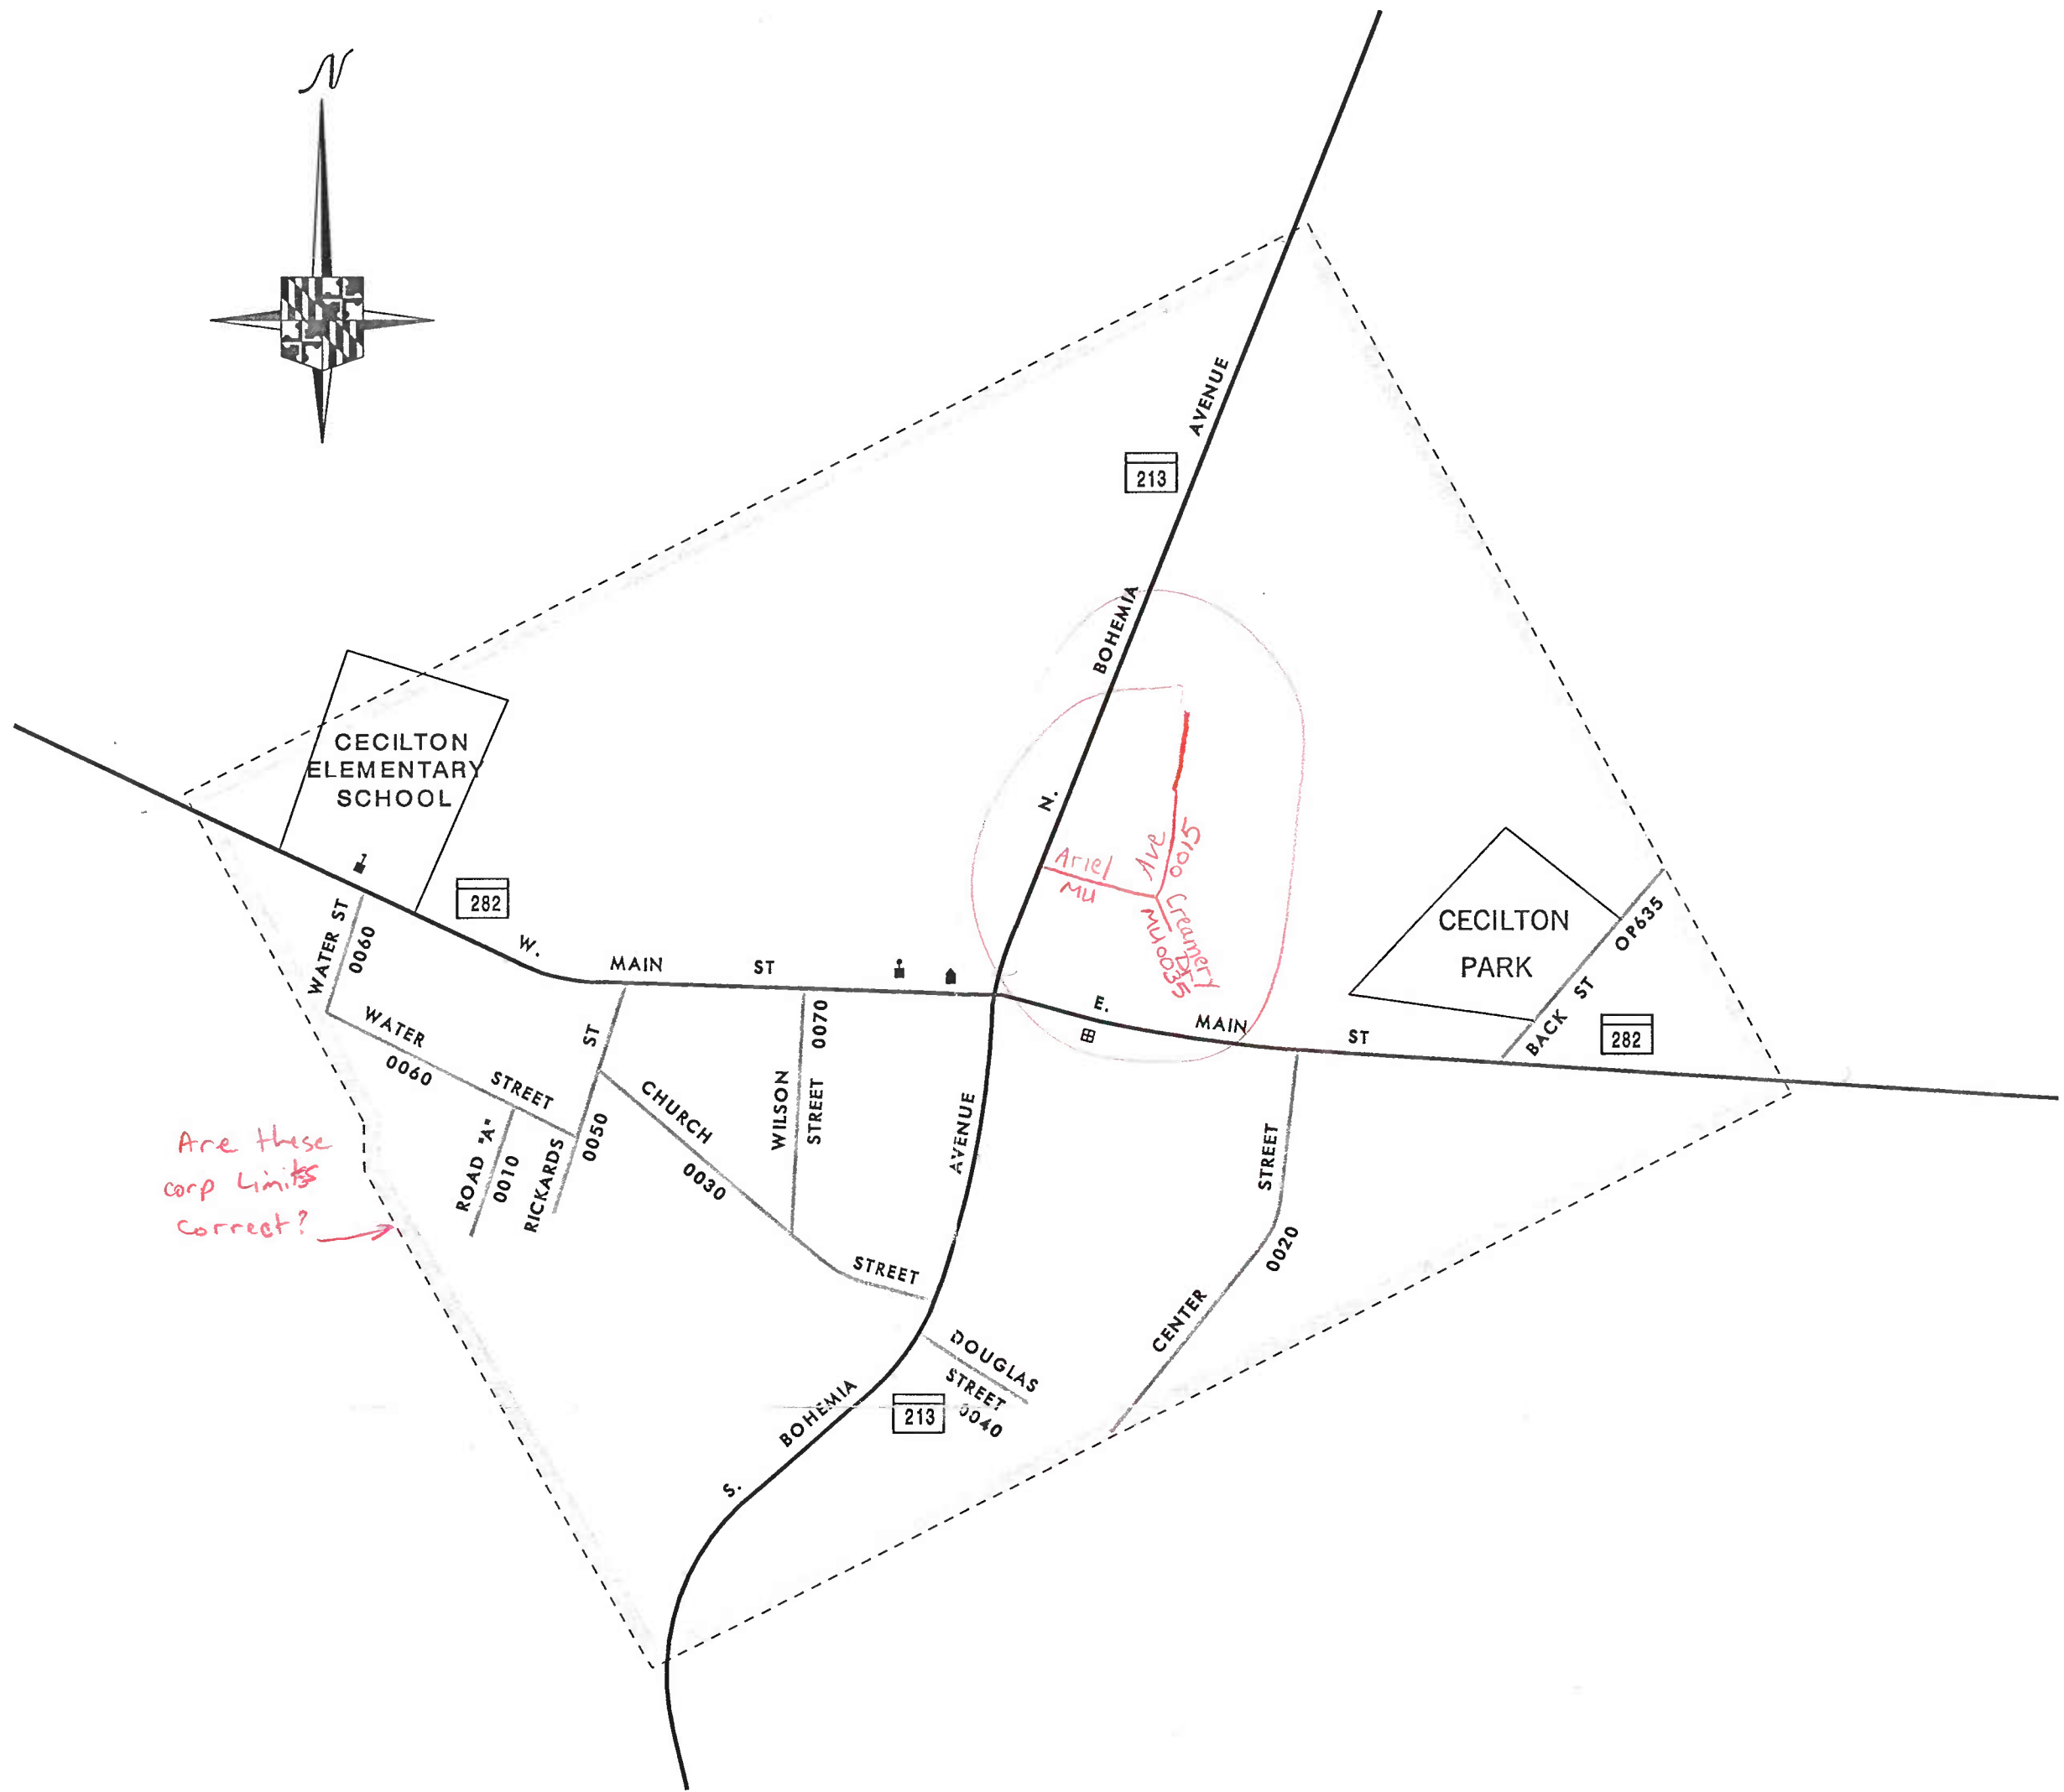 N
AVENUE
213
BOHEMIA
N.
CECILTON
ELEMENTARY
SCHOOL
Ariel
Ave
0015
MU
Creamery
Dr
MU0035
282
CECILTON
PARK
OP635
BACK ST
282
WATER ST
0060
W.
MAIN
ST
E.
MAIN
ST
WATER
0060
STREET
ST
RICKARDS
0050
ROAD "A"
0010
CHURCH
0030
STREET
WILSON
STREET
0070
AVENUE
STREET
0020
CENTER
Are these
corp Limits
correct?
DOUGLAS
STREET
0040
213
BOHEMIA
S.